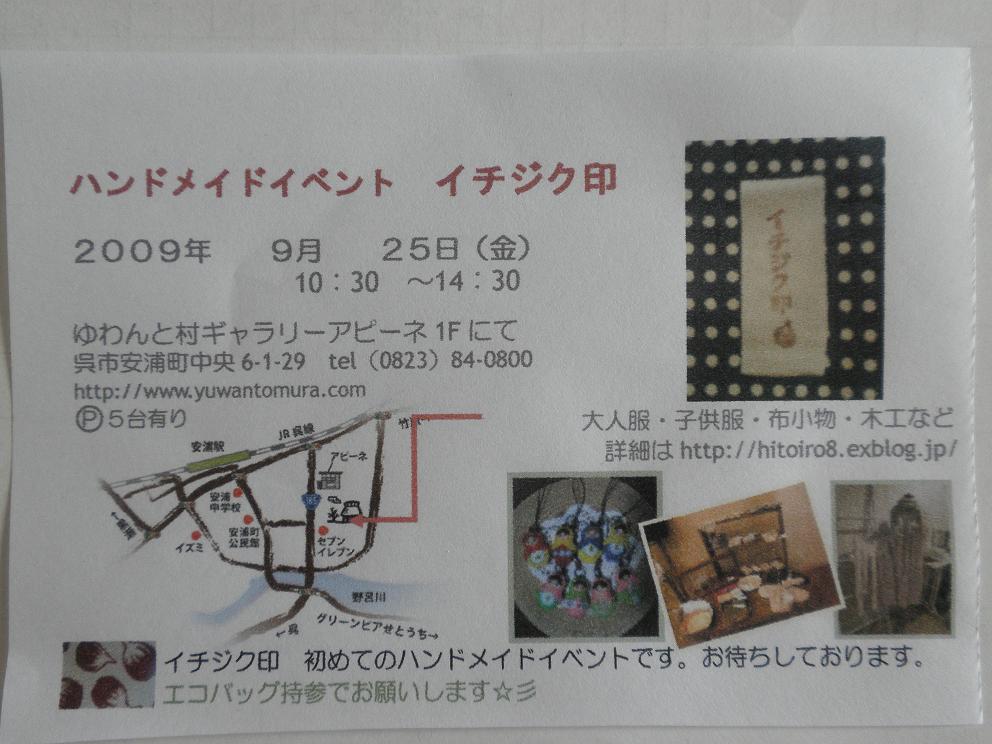 ハンドメイドイベント　イチジク印
２００９年　９月　２５日（金）
10：30　～14：30
ゆわんと村ギャラリーアピーネ 1F にて
呉市安浦町中央 6-1-29　tel（0823）84-0800
http://www.yuwantomura.com
Ⓟ５台有り
イチジク印
大人服・子供服・布小物・木工など
詳細は http://hitoiro8.exblog.jp/
安浦駅
JR 呉線
アピーネ
安浦
中学校
安浦町
公民館
イズミ
セブン
イレブン
野呂川
←呉
グリーンピアせとうち→
イチジク印　初めてのハンドメイドイベントです。お待ちしております。
エコバッグ持参でお願いします☆彡